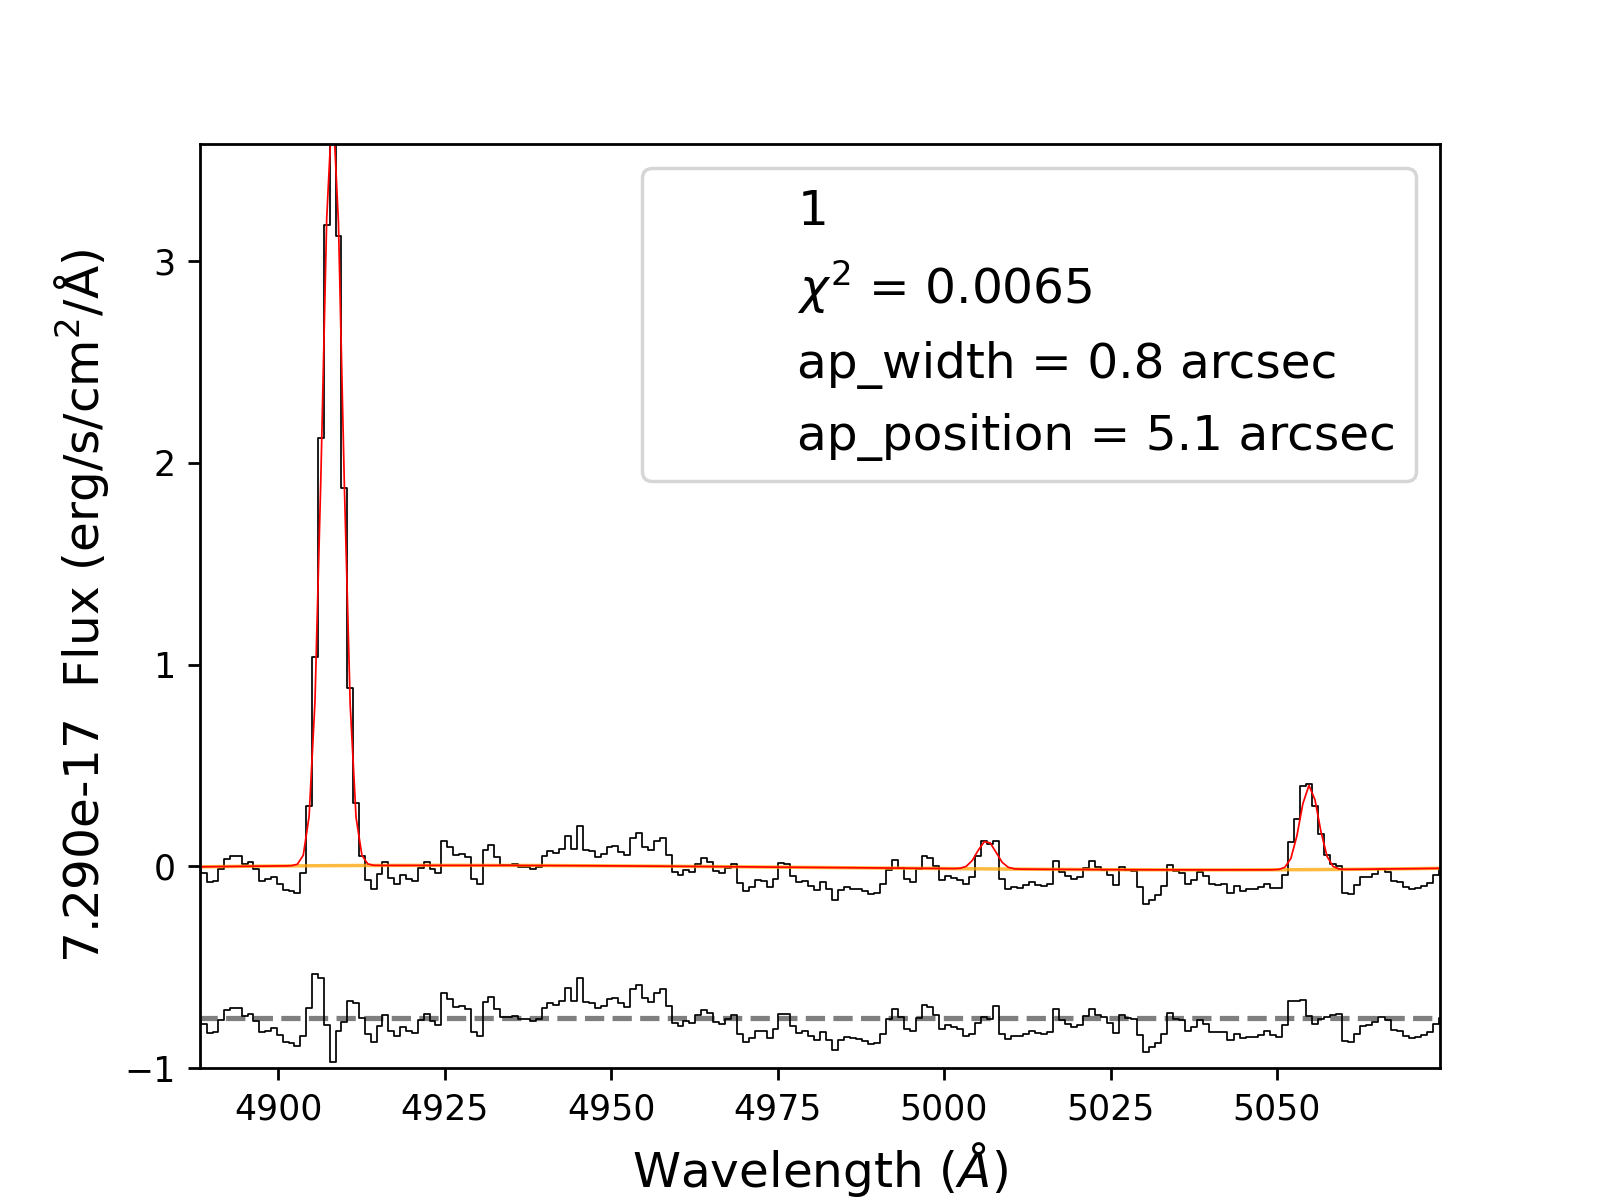 1
χ² = 0.0065
ap_width = 0.8 arcsec
ap_position = 5.1 arcsec
7.290e-17 Flux (erg/s/cm²/Å)
3
2
1
0
−1
4900 4925 4950 4975 5000 5025 5050
Wavelength (Å)